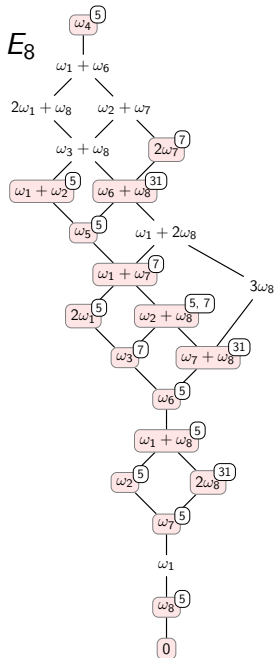 5
ω₄
E₈
ω₁ + ω₆
2ω₁ + ω₈ ω₂ + ω₇
7
ω₃ + ω₈ 2ω₇
5 31
ω₁ + ω₂ ω₆ + ω₈
5
ω₅ ω₁ + 2ω₈
7
ω₁ + ω₇
3ω₈
5 5, 7
2ω₁ ω₂ + ω₈
7 31
ω₃ ω₇ + ω₈
5
ω₆
5
ω₁ + ω₈
5 31
ω₂ 2ω₈
5
ω₇
ω₁
5
ω₈
0